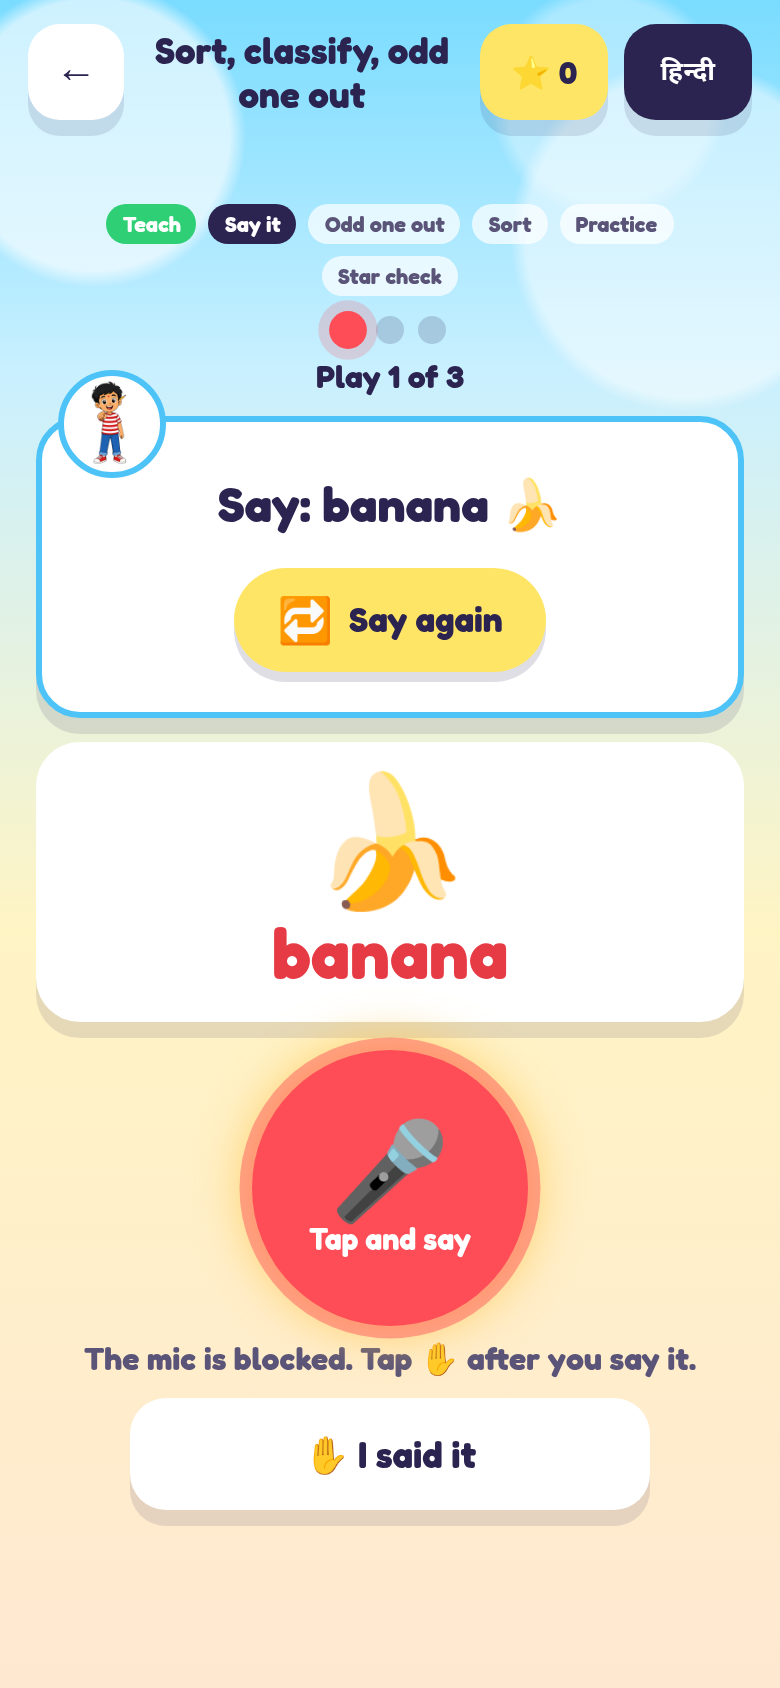 ←
Sort, classify, odd
one out
⭐ 0
हिन्दी
Teach
Say it
Odd one out
Sort
Practice
Star check
Play 1 of 3
Say: banana 🍌
🔁 Say again
banana
Tap and say
The mic is blocked. Tap ✋ after you say it.
✋ I said it